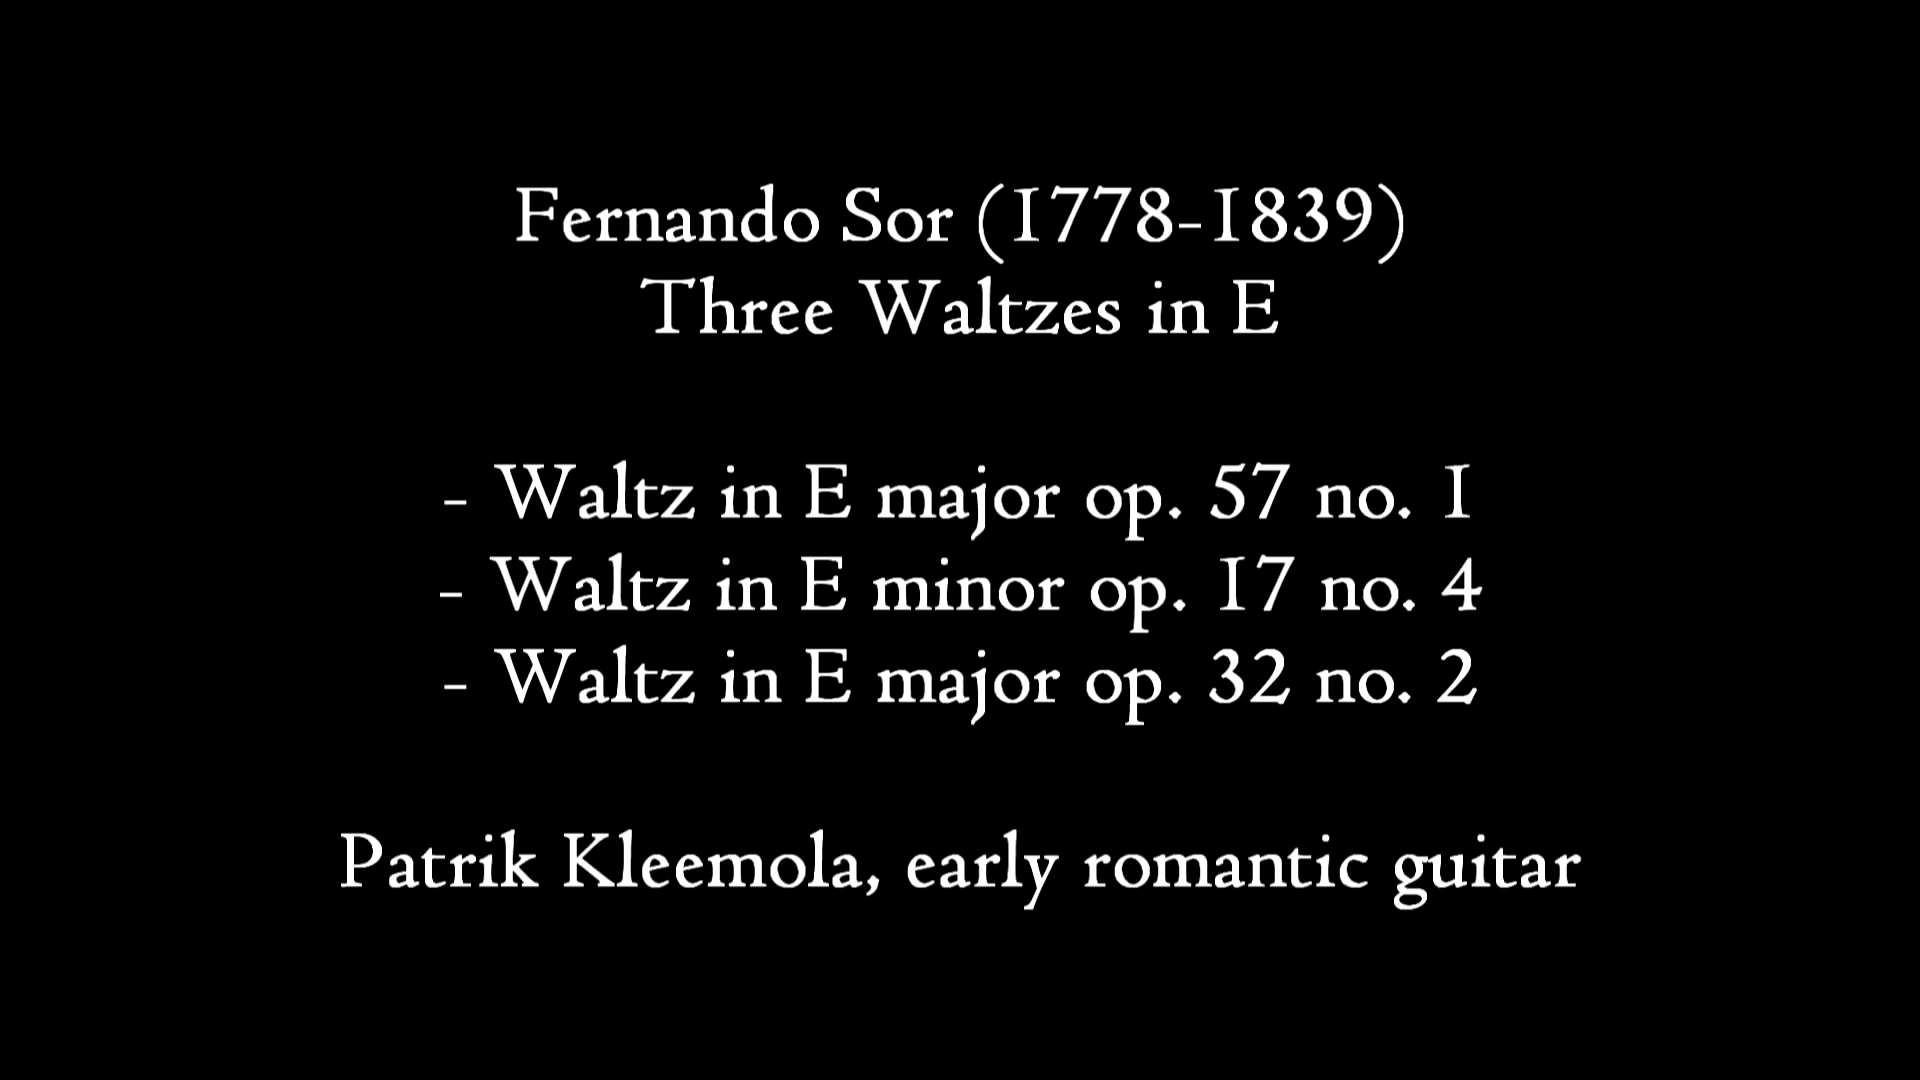 Fernando Sor (1778-1839)
Three Waltzes in E
- Waltz in E major op. 57 no. 1
- Waltz in E minor op. 17 no. 4
- Waltz in E major op. 32 no. 2
Patrik Kleemola, early romantic guitar